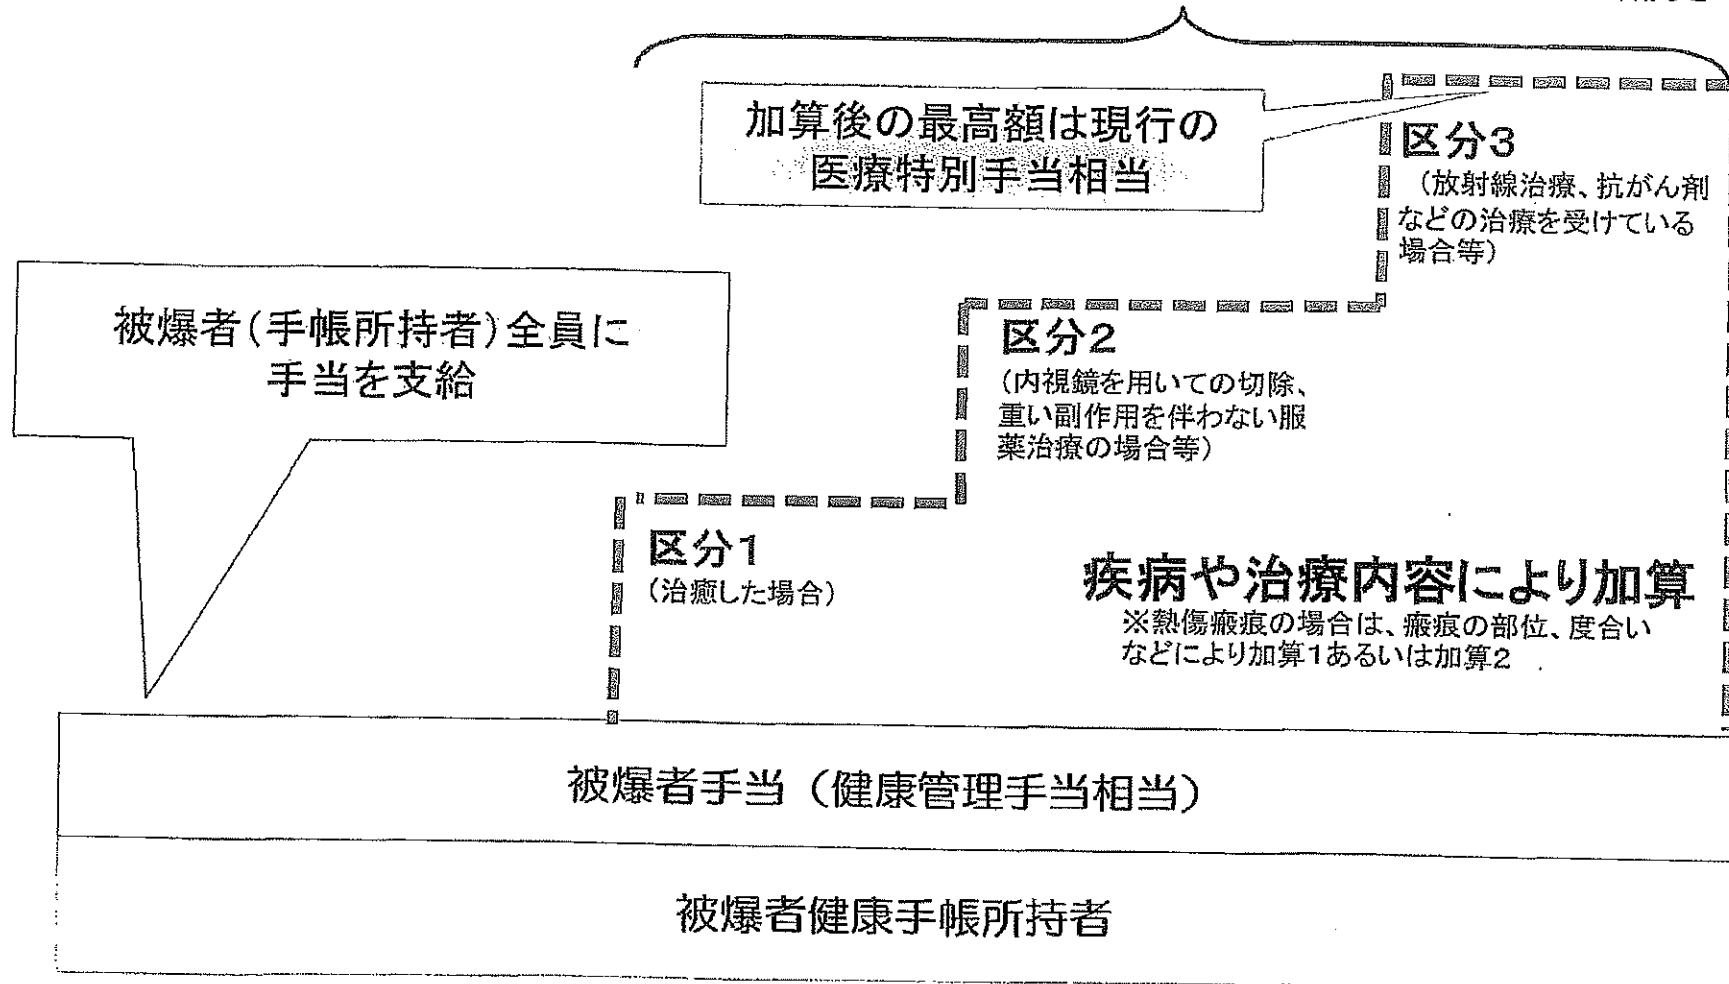 加算後の最高額は現行の
医療特別手当相当
区分3
(放射線治療、抗がん剤
などの治療を受けている
場合等)
被爆者(手帳所持者)全員に
手当を支給
区分2
(内視鏡を用いての切除、
重い副作用を伴わない服
薬治療の場合等)
区分1
(治癒した場合)
疾病や治療内容により加算
※熱傷瘢痕の場合は、瘢痕の部位、度合い
などにより加算1あるいは加算2
被爆者手当(健康管理手当相当)
被爆者健康手帳所持者